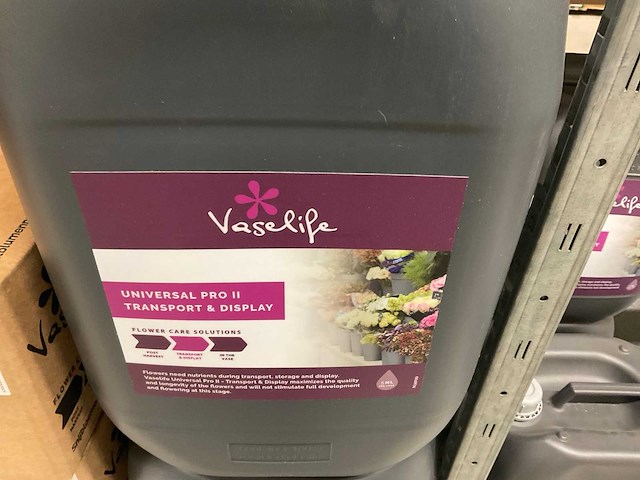 Vaselife
UNIVERSAL PRO II
TRANSPORT & DISPLAY
FLOWER CARE SOLUTIONS
POST
HARVEST
TRANSPORT
& DISPLAY
IN THE
VASE
Flowers need nutrients during transport, storage and display.
Vaselife Universal Pro II - Transport & Display maximizes the quality
and longevity of the flowers and will not stimulate full development
and flowering at this stage.
5 ML